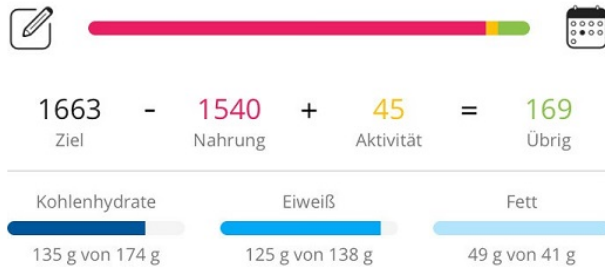 1663 - 1540 + 45 = 169
Ziel Nahrung Aktivität Übrig
Kohlenhydrate Eiweiß Fett
135 g von 174 g 125 g von 138 g 49 g von 41 g